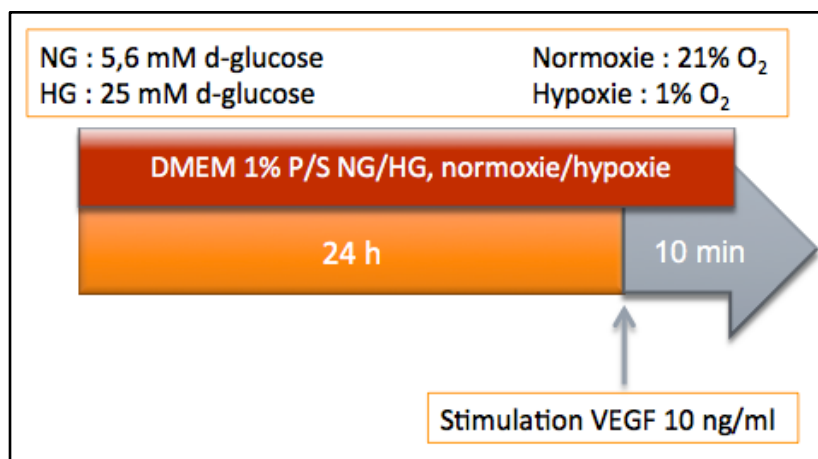 NG : 5,6 mM d-glucose
HG : 25 mM d-glucose
Normoxie : 21% O₂
Hypoxie : 1% O₂
DMEM 1% P/S NG/HG, normoxie/hypoxie
24 h
10 min
Stimulation VEGF 10 ng/ml